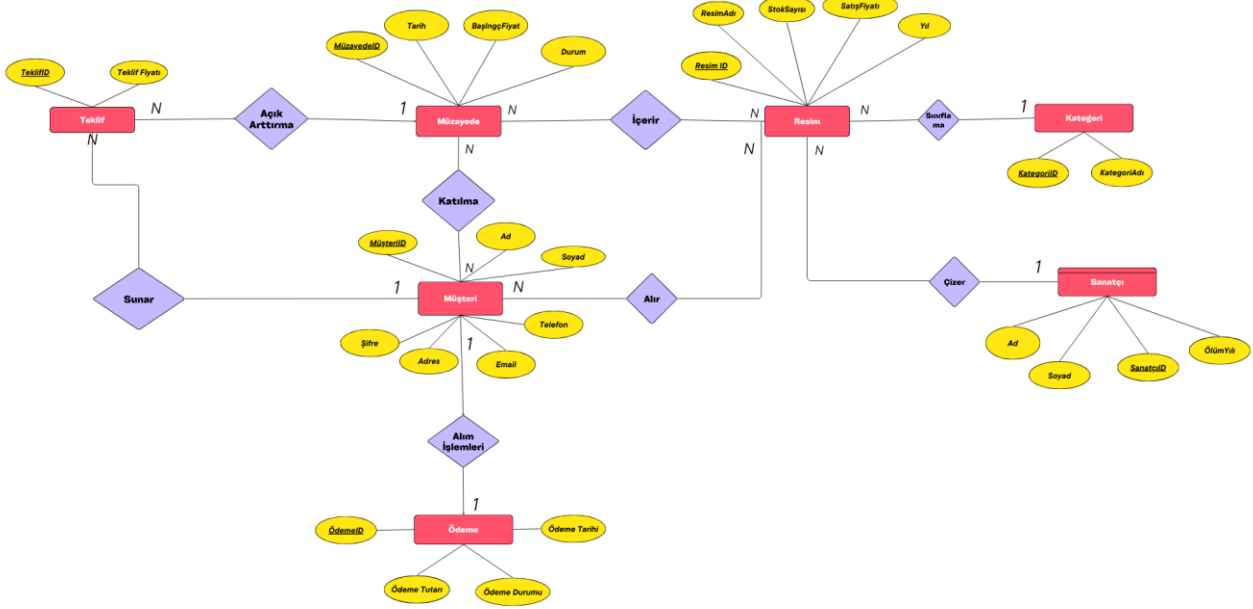 ResimAdı
StokSayısı
SatışFiyatı
Tarih
BaşlngçFiyat
Yıl
MüzayedeID
Durum
TeklifID
Teklif Fiyatı
Resim ID
N
Açık
Arttırma
1
N
N
N
1
Teklif
Müzayede
İçerir
Resim
Sınıfla
ma
Kategori
N
N
N
N
KategoriID
KategoriAdı
Katılma
MüşteriID
Ad
Soyad
N
1
N
1
Sunar
Müşteri
Alır
Çizer
Sanatçı
Şifre
Adres
1
Email
Telefon
Ad
Soyad
SanatçıID
ÖlümYılı
Alım
İşlemleri
1
ÖdemeID
Ödeme
Ödeme Tarihi
Ödeme Tutarı
Ödeme Durumu